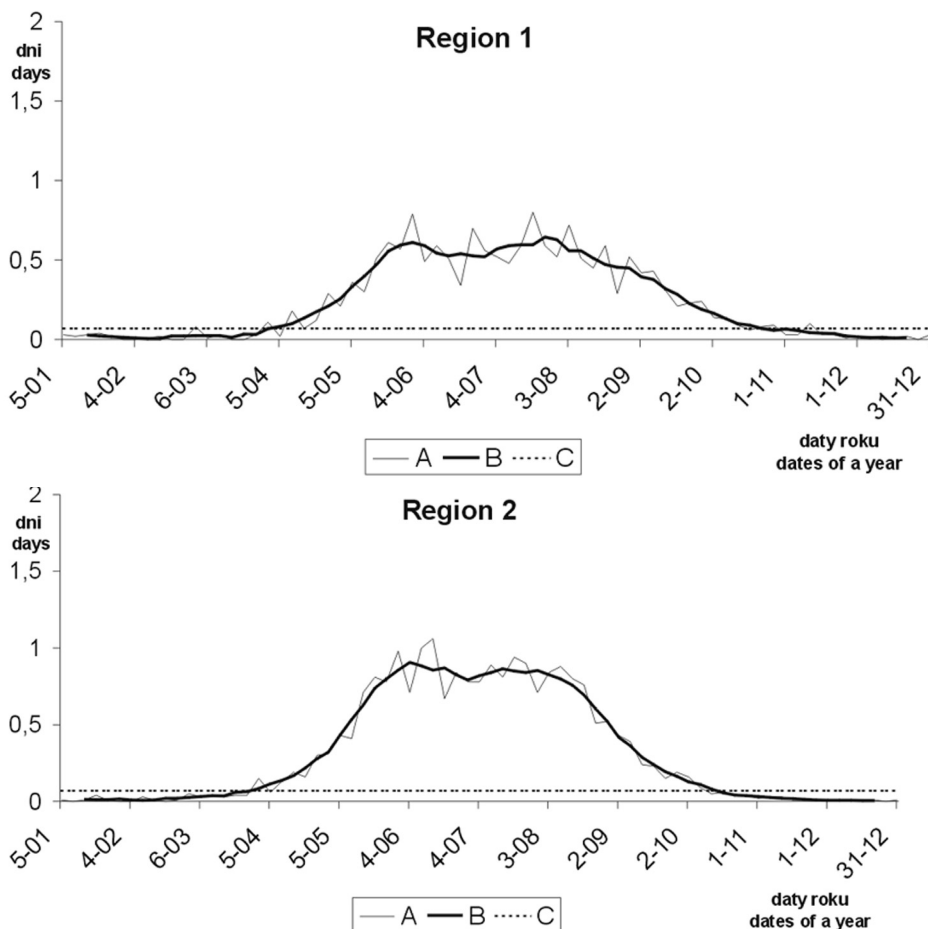 Region 1
dni
days
2
1,5
1
0,5
0
5-01 4-02 6-03 5-04 5-05 4-06 4-07 3-08 2-09 2-10 1-11 1-12 31-12
daty roku
dates of a year
A B C
Region 2
dni
days
2
1,5
1
0,5
0
5-01 4-02 6-03 5-04 5-05 4-06 4-07 3-08 2-09 2-10 1-11 1-12 31-12
daty roku
dates of a year
A B C